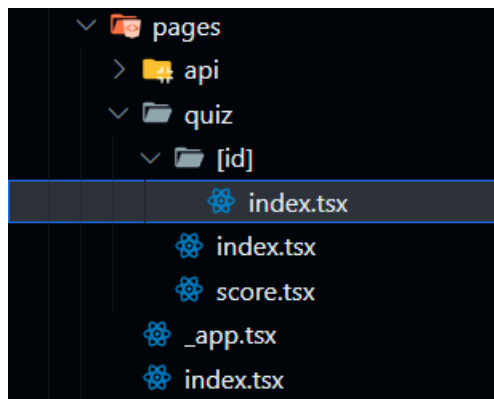 pages
api
quiz
[id]
index.tsx
index.tsx
score.tsx
_app.tsx
index.tsx